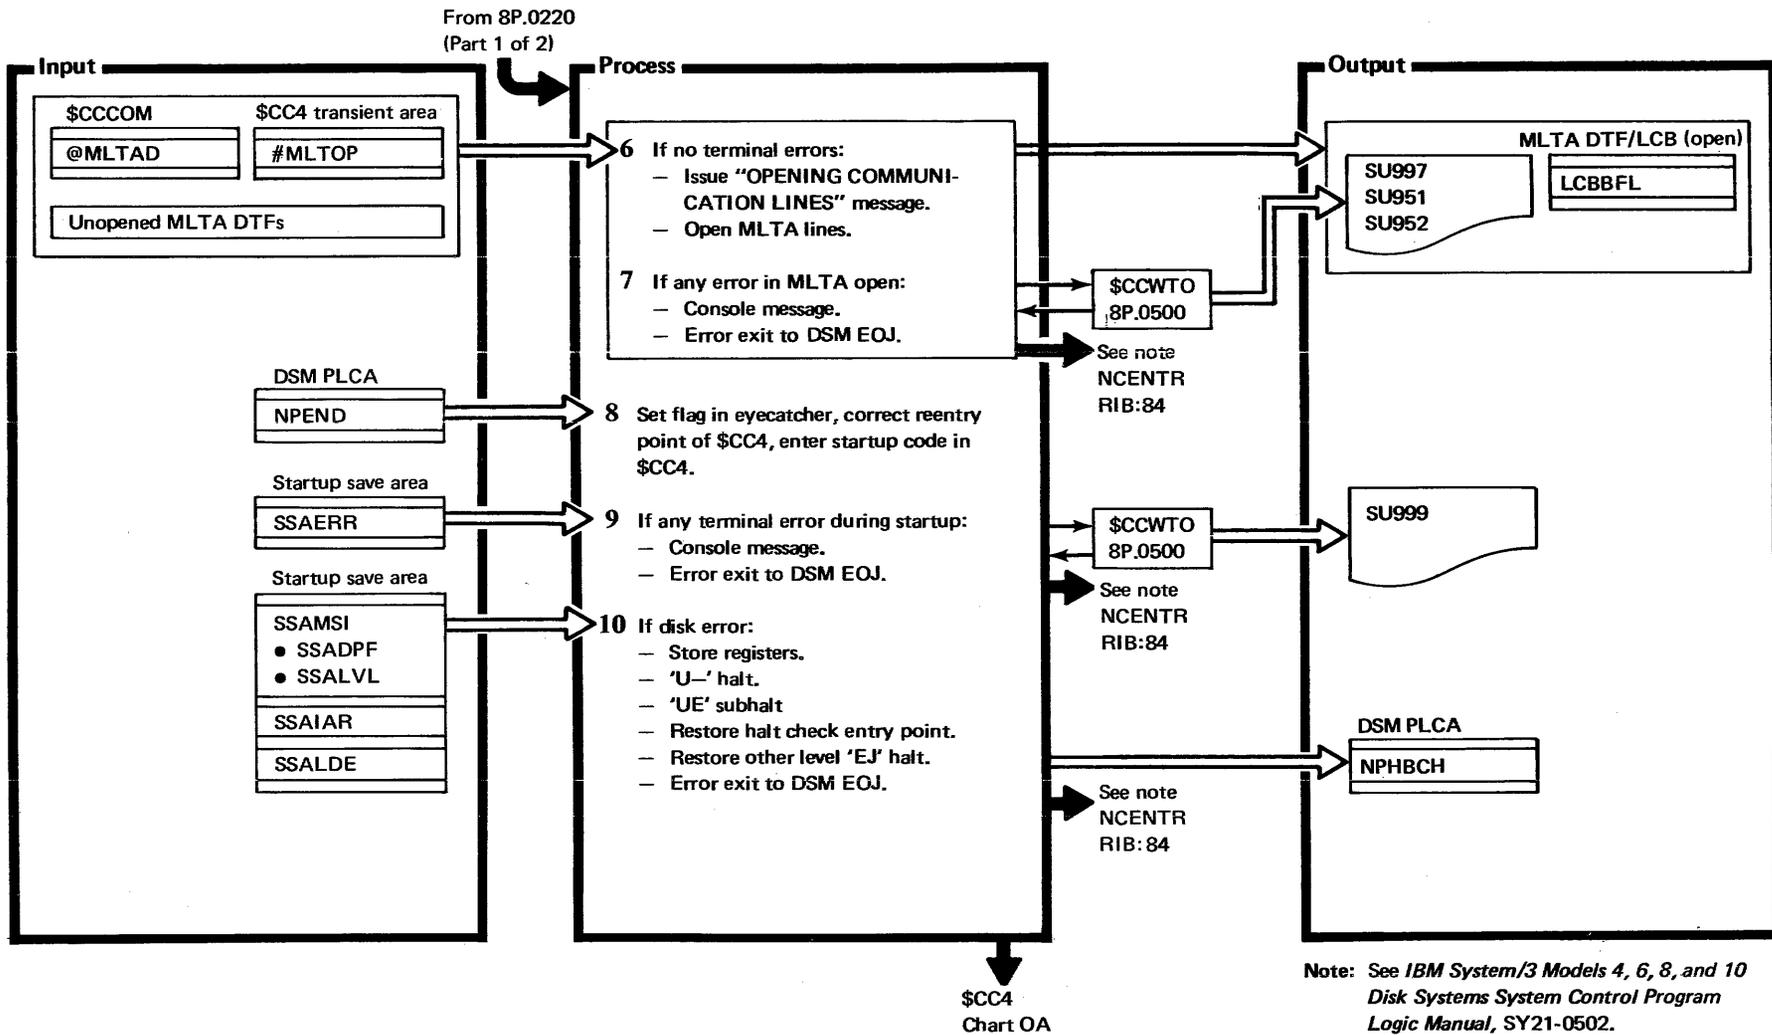 From 8P.0220
(Part 1 of 2)
Input
$CCCOM
@MLTAD
$CC4 transient area
#MLTOP
Unopened MLTA DTFs
DSM PLCA
NPEND
Startup save area
SSAERR
Startup save area
SSAMSI
● SSADPF
● SSALVL
SSAIAR
SSALDE
Process
6 If no terminal errors:
— Issue “OPENING COMMUNI-
CATION LINES” message.
— Open MLTA lines.
7 If any error in MLTA open:
— Console message.
— Error exit to DSM EOJ.
8 Set flag in eyecatcher, correct reentry
point of $CC4, enter startup code in
$CC4.
9 If any terminal error during startup:
— Console message.
— Error exit to DSM EOJ.
10 If disk error:
— Store registers.
— ‘U—’ halt.
— ‘UE’ subhalt
— Restore halt check entry point.
— Restore other level ‘EJ’ halt.
— Error exit to DSM EOJ.
$CCWTO
8P.0500
See note
NCENTR
RIB:84
$CCWTO
8P.0500
See note
NCENTR
RIB:84
See note
NCENTR
RIB:84
$CC4
Chart OA
Output
MLTA DTF/LCB (open)
SU997
SU951
SU952
LCBBFL
SU999
DSM PLCA
NPHBCH
Note: See IBM System/3 Models 4, 6, 8, and 10
Disk Systems System Control Program
Logic Manual, SY21-0502.